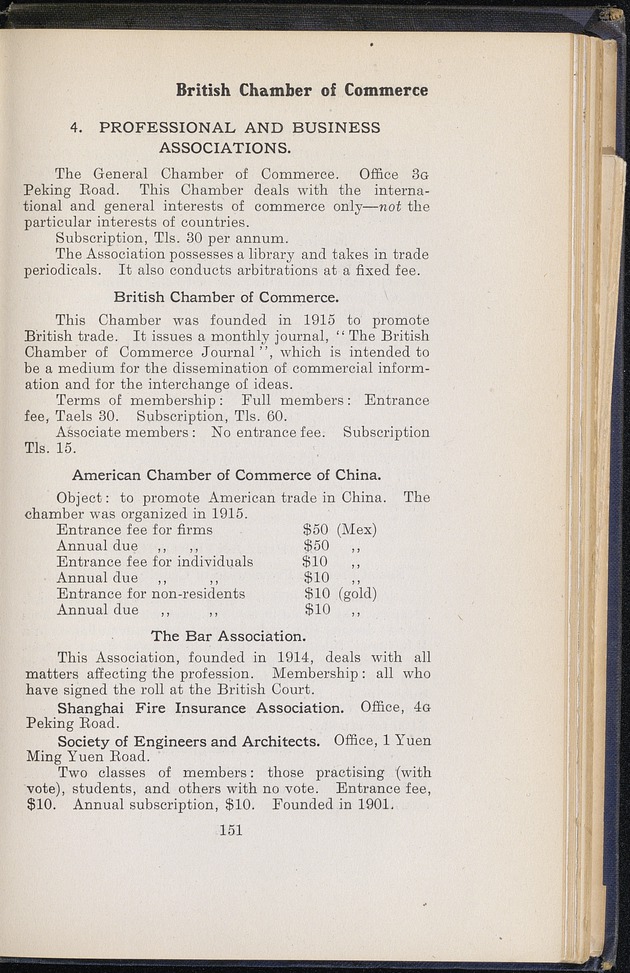 British Chamber of Commerce
4. PROFESSIONAL AND BUSINESS
ASSOCIATIONS.
The General Chamber of Commerce. Office 3G
Peking Road. This Chamber deals with the interna-
tional and general interests of commerce only—not the
particular interests of countries.
Subscription, Tls. 30 per annum.
The Association possesses a library and takes in trade
periodicals. It also conducts arbitrations at a fixed fee.
British Chamber of Commerce.
This Chamber was founded in 1915 to promote
British trade. It issues a monthly journal, “The British
Chamber of Commerce Journal”, which is intended to
be a medium for the dissemination of commercial inform-
ation and for the interchange of ideas.
Terms of membership: Full members: Entrance
fee, Taels 30. Subscription, Tls. 60.
Associate members: No entrance fee. Subscription
Tls. 15.
American Chamber of Commerce of China.
Object: to promote American trade in China. The
chamber was organized in 1915.
Entrance fee for firms $50 (Mex)
Annual due ,, ,, $50 ,,
Entrance fee for individuals $10 ,,
Annual due ,, ,, $10 ,,
Entrance for non-residents $10 (gold)
Annual due ,, ,, $10 ,,
The Bar Association.
This Association, founded in 1914, deals with all
matters affecting the profession. Membership: all who
have signed the roll at the British Court.
Shanghai Fire Insurance Association. Office, 4G
Peking Road.
Society of Engineers and Architects. Office, 1 Yuen
Ming Yuen Road.
Two classes of members: those practising (with
vote), students, and others with no vote. Entrance fee,
$10. Annual subscription, $10. Founded in 1901.
151